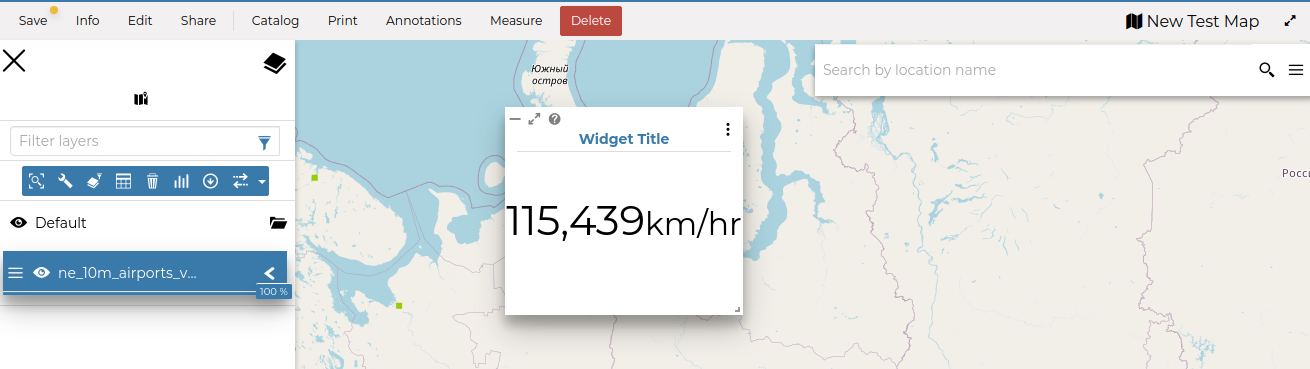 Save Info Edit Share Catalog Print Annotations Measure Delete New Test Map
Search by location name
Южный
остров
Filter layers
Widget Title
115,439km/hr
Default
ne_10m_airports_v...
100 %
Росс